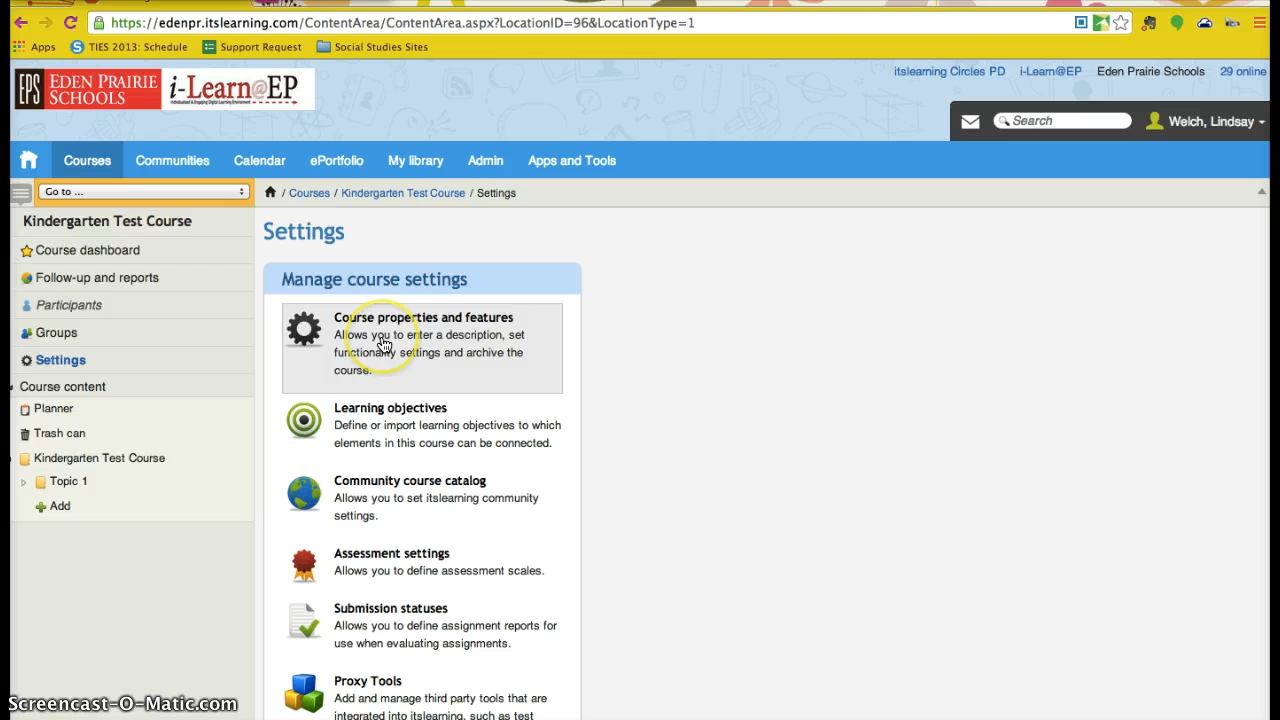 https://edenpr.itslearning.com/ContentArea/ContentArea.aspx?LocationID=96&LocationType=1
Apps TIES 2013: Schedule Support Request Social Studies Sites
EPS EDEN PRAIRIE SCHOOLS i-Learn@EP
itslearning Circles PD i-Learn@EP Eden Prairie Schools 29 online
Search Welch, Lindsay
Courses Communities Calendar ePortfolio My library Admin Apps and Tools
Go to ...
/ Courses / Kindergarten Test Course / Settings
Kindergarten Test Course
Course dashboard
Follow-up and reports
Participants
Groups
Settings
Course content
Planner
Trash can
Kindergarten Test Course
Topic 1
Add
Settings
Manage course settings
Course properties and features
Allows you to enter a description, set
functionality settings and archive the
course.
Learning objectives
Define or import learning objectives to which
elements in this course can be connected.
Community course catalog
Allows you to set itslearning community
settings.
Assessment settings
Allows you to define assessment scales.
Submission statuses
Allows you to define assignment reports for
use when evaluating assignments.
Proxy Tools
Add and manage third party tools that are
integrated into itslearning, such as test
Screencast-O-Matic.com